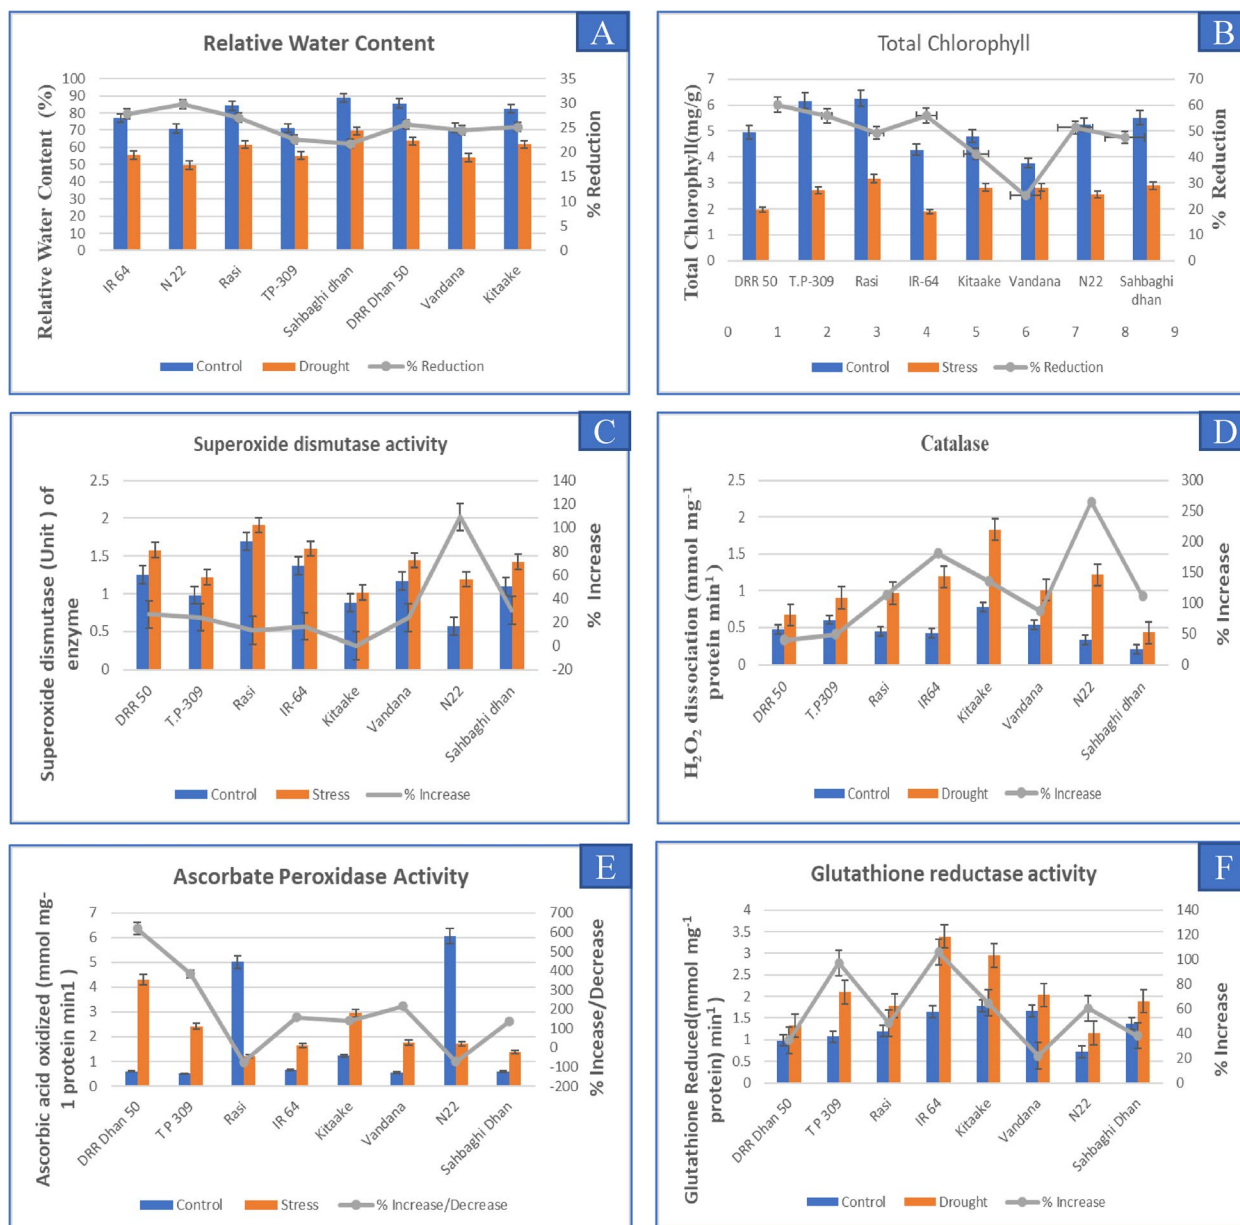 A
Relative Water Content
Relative Water Content (%)
100
90
80
70
60
50
40
30
20
10
0
35
30
25
20
15
10
5
0
% Reduction
IR 64
N 22
Rasi
TP-309
Sahbaghi dhan
DRR Dhan 50
Vandana
Kitaake
Control Drought % Reduction
B
Total Chlorophyll
Total Chlorophyll(mg/g)
7
6
5
4
3
2
1
0
70
60
50
40
30
20
10
0
% Reduction
DRR 50 T.P-309 Rasi IR-64 Kitaake Vandana N22 Sahbaghi
dhan
0 1 2 3 4 5 6 7 8 9
Control Stress % Reduction
C
Superoxide dismutase activity
Superoxide dismutase (Unit ) of
enzyme
2.5
2
1.5
1
0.5
0
140
120
100
80
60
40
20
0
-20
% Increase
DRR 50
T.P-309
Rasi
IR-64
Kitaake
Vandana
N22
Sahbaghi dhan
Control Stress % Increase
D
Catalase
H₂O₂ dissociation (mmol mg⁻¹
protein min¹)
2.5
2
1.5
1
0.5
0
300
250
200
150
100
50
0
% Increase
DRR 50
T.P309
Rasi
IR64
Kitaake
Vandana
N22
Sahbaghi dhan
Control Drought % Increase
E
Ascorbate Peroxidase Activity
Ascorbic acid oxidized (mmol mg-
1 protein min1 )
7
6
5
4
3
2
1
0
700
600
500
400
300
200
100
0
-100
-200
% Incease/Decrease
DRR Dhan 50
T P 309
Rasi
IR 64
Kitaake
Vandana
N22
Sahbaghi Dhan
Control Stress % Increase/Decrease
F
Glutathione reductase activity
Glutathione Reduced(mmol mg⁻¹
protein) min¹
4
3.5
3
2.5
2
1.5
1
0.5
0
140
120
100
80
60
40
20
0
% Increase
DRR Dhan 50
T P 309
Rasi
IR 64
Kitaake
Vandana
N22
Sahbaghi Dhan
Control Drought % Increase